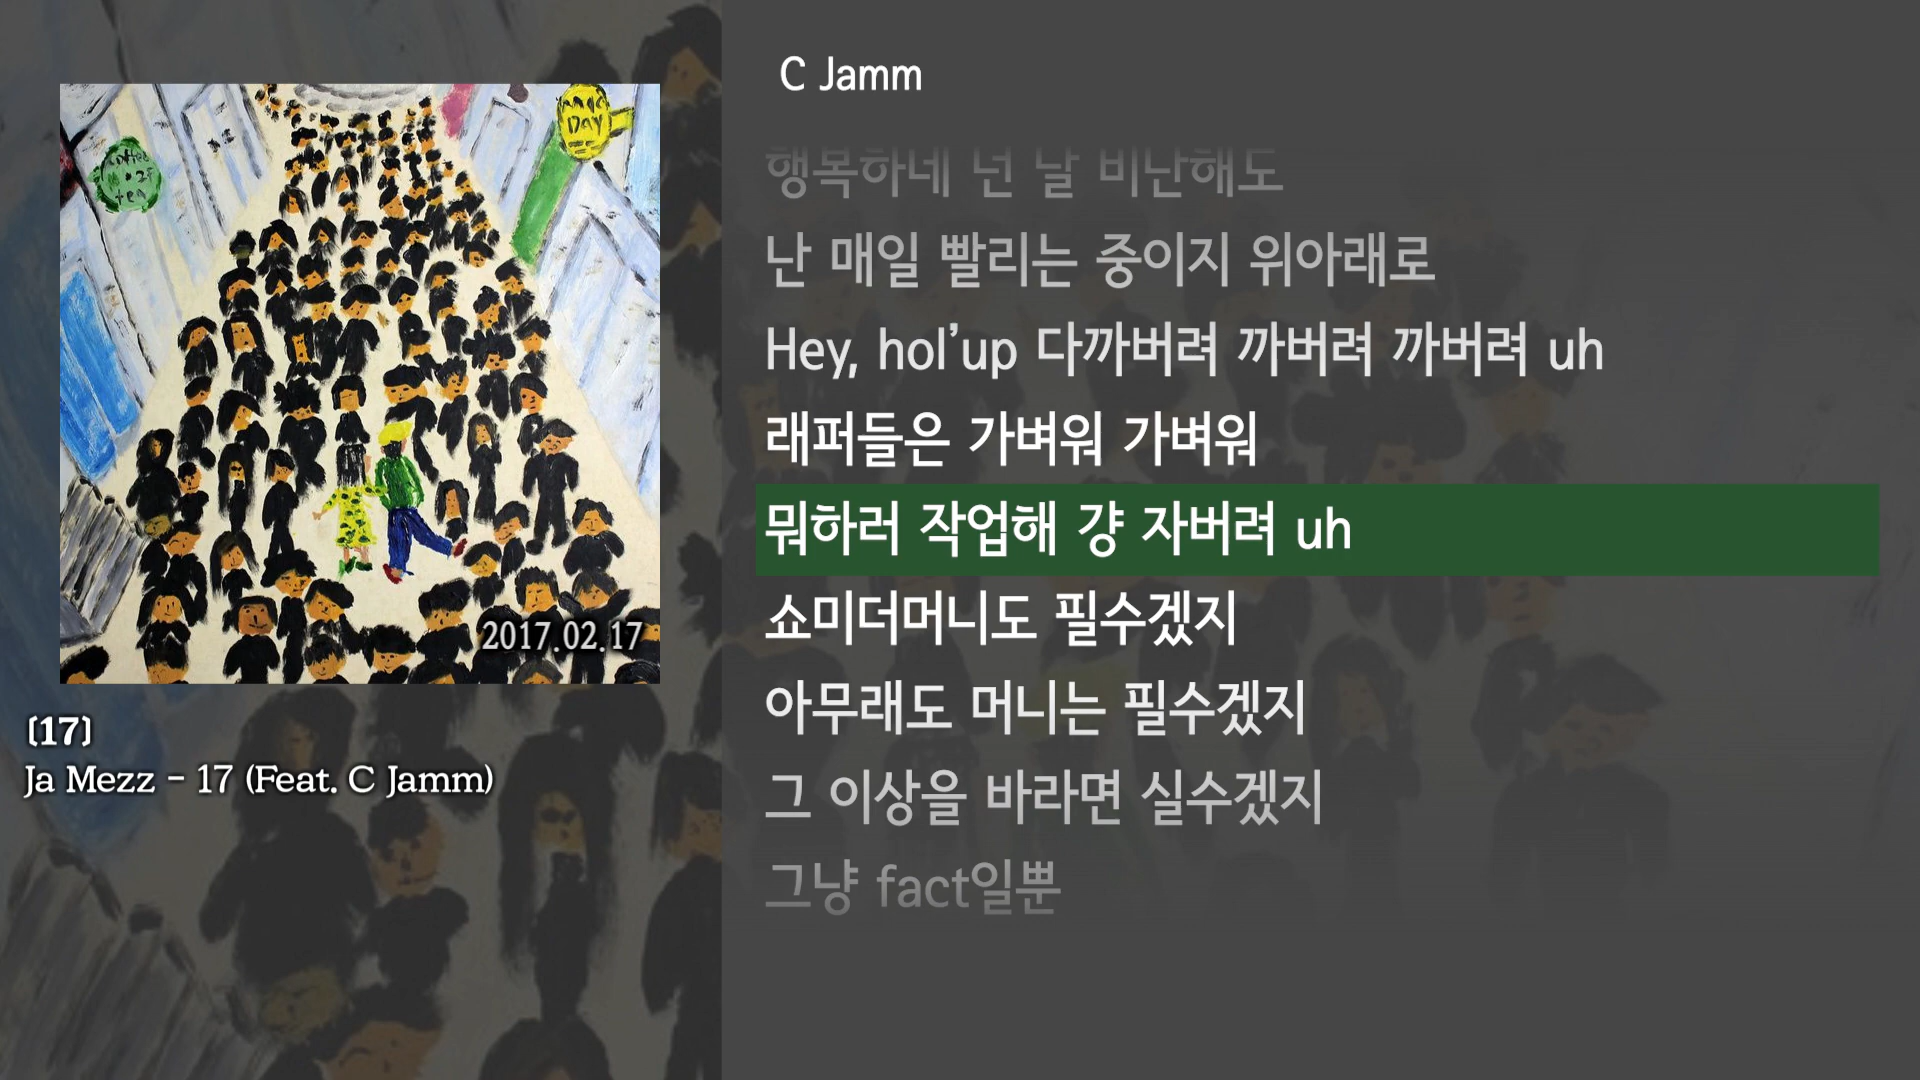 C Jamm
행복하네 넌 날 비난해도
난 매일 빨리는 중이지 위아래로
Hey, hol'up 다까버려 까버려 까버려 uh
래퍼들은 가벼워 가벼워
뭐하러 작업해 걍 자버려 uh
쇼미더머니도 필수겠지
아무래도 머니는 필수겠지
그 이상을 바라면 실수겠지
그냥 fact일뿐
DAY
tea
2017.02.17
[17]
Ja Mezz - 17 (Feat. C Jamm)